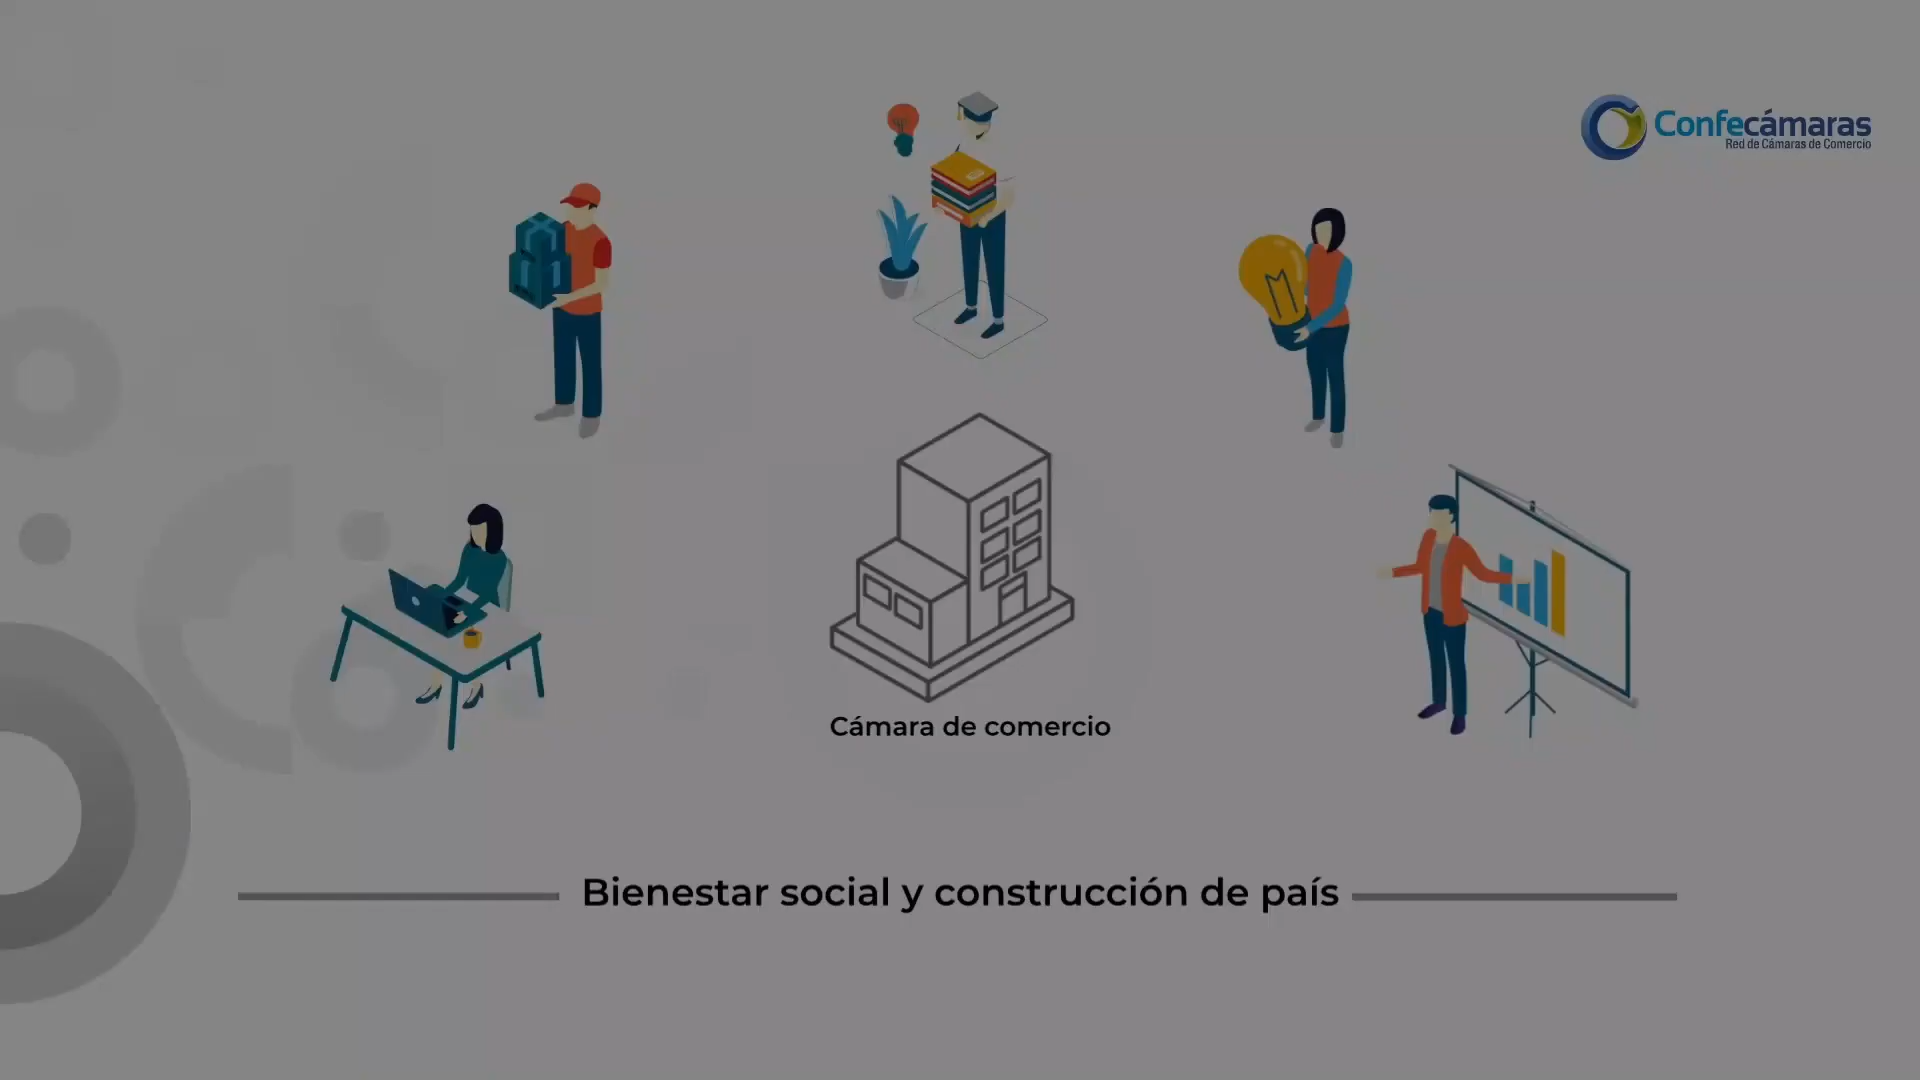 Confecámaras
Red de Cámaras de Comercio
Cámara de comercio
Bienestar social y construcción de país